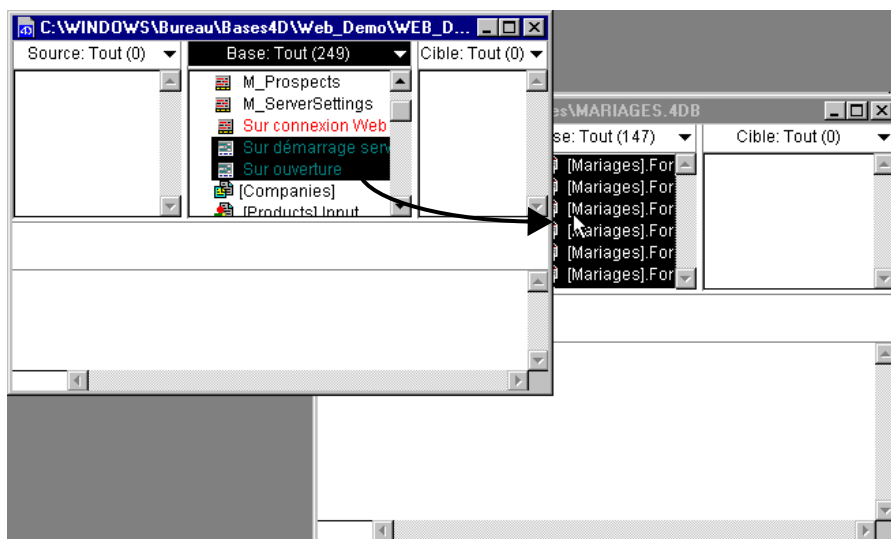 C:\WINDOWS\Bureau\Bases4D\Web_Demo\WEB_D...
Source: Tout (0)
Base: Tout (249)
Cible: Tout (0)
M_Prospects
M_ServerSettings
Sur connexion Web
Sur démarrage serv
Sur ouverture
[Companies]
[Products] Input
es\MARIAGES.4DB
se: Tout (147)
Cible: Tout (0)
[Mariages].For
[Mariages].For
[Mariages].For
[Mariages].For
[Mariages].For
[Mariages].For